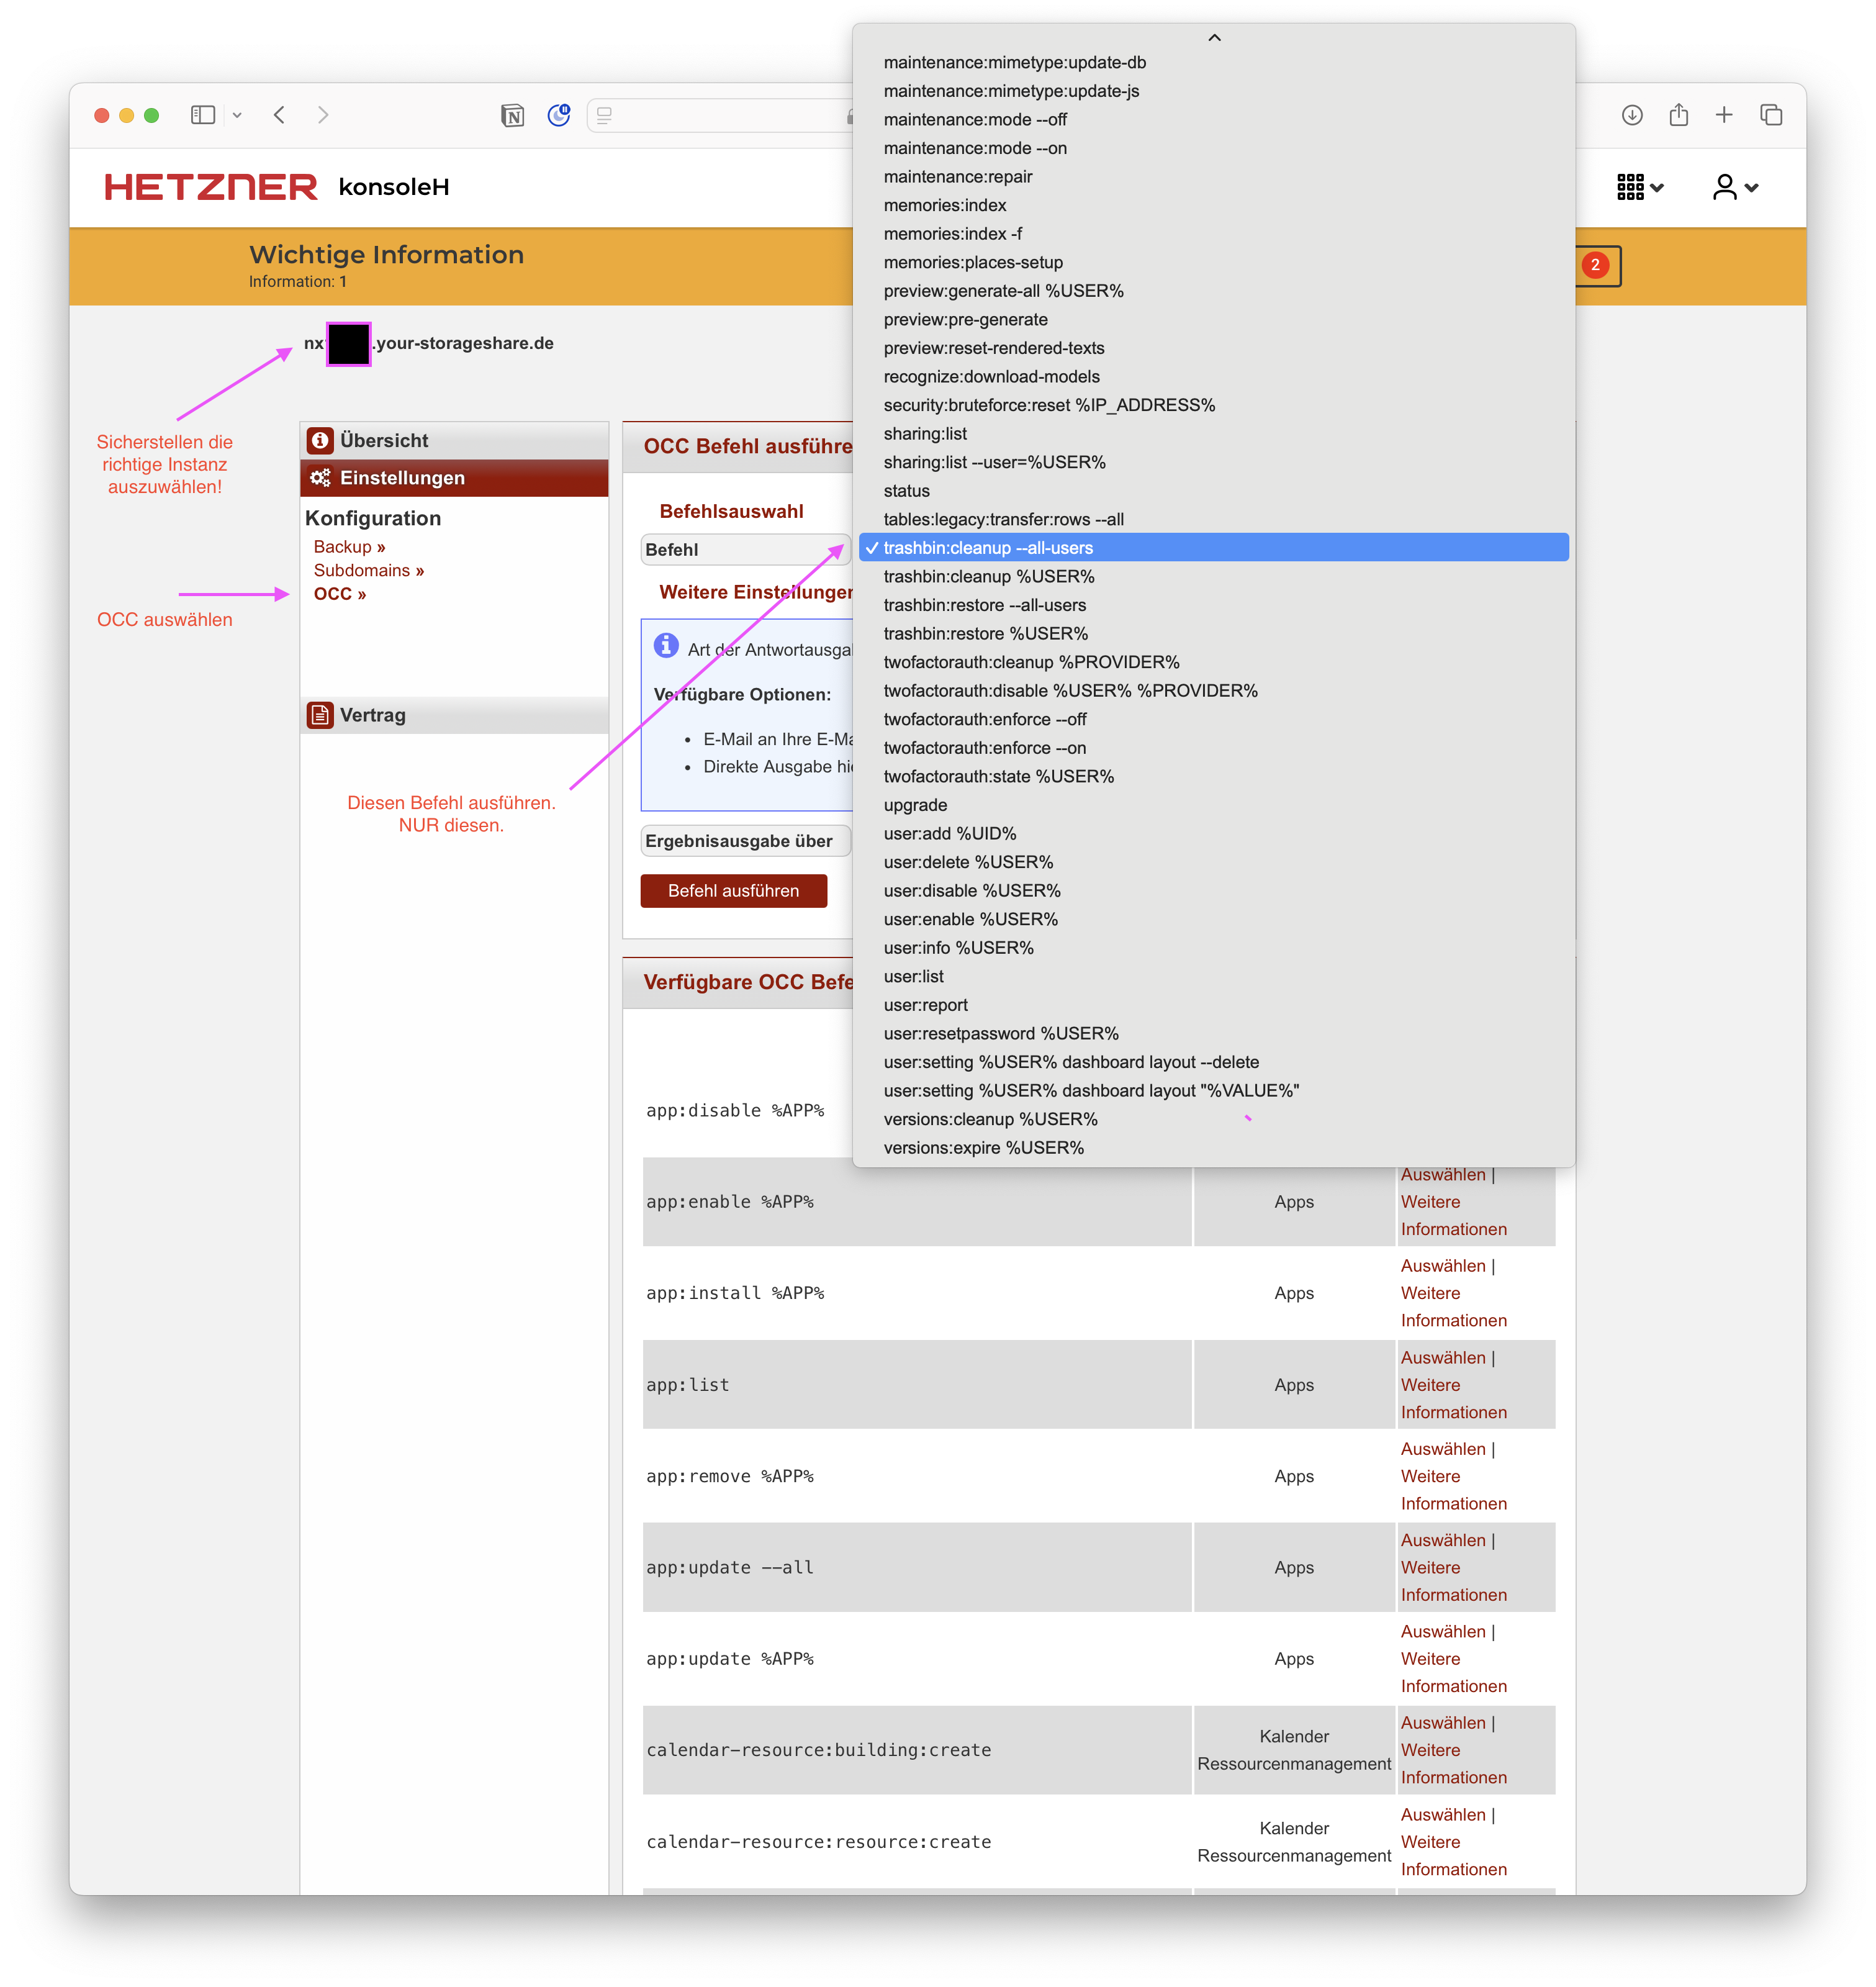 HETZNER konsoleH
Wichtige Information
Information: 1
2
nx
.your-storageshare.de
Sicherstellen die
richtige Instanz
auszuwählen!
OCC auswählen
Übersicht
Einstellungen
Konfiguration
Backup »
Subdomains »
OCC »
Vertrag
Diesen Befehl ausführen.
NUR diesen.
OCC Befehl ausführe
Befehlsauswahl
Befehl
Weitere Einstellunger
Art der Antwortausgal
Verfügbare Optionen:
• E-Mail an Ihre E-Ma
• Direkte Ausgabe hie
Ergebnisausgabe über
Befehl ausführen
maintenance:mimetype:update-db
maintenance:mimetype:update-js
maintenance:mode --off
maintenance:mode --on
maintenance:repair
memories:index
memories:index -f
memories:places-setup
preview:generate-all %USER%
preview:pre-generate
preview:reset-rendered-texts
recognize:download-models
security:bruteforce:reset %IP_ADDRESS%
sharing:list
sharing:list --user=%USER%
status
tables:legacy:transfer:rows --all
✓ trashbin:cleanup --all-users
trashbin:cleanup %USER%
trashbin:restore --all-users
trashbin:restore %USER%
twofactorauth:cleanup %PROVIDER%
twofactorauth:disable %USER% %PROVIDER%
twofactorauth:enforce --off
twofactorauth:enforce --on
twofactorauth:state %USER%
upgrade
user:add %UID%
user:delete %USER%
user:disable %USER%
user:enable %USER%
user:info %USER%
user:list
user:report
user:resetpassword %USER%
user:setting %USER% dashboard layout --delete
user:setting %USER% dashboard layout "%VALUE%"
versions:cleanup %USER%
versions:expire %USER%
Verfügbare OCC Befe
app:disable %APP%
Auswählen |
app:enable %APP% Apps Weitere
Informationen
Auswählen |
app:install %APP% Apps Weitere
Informationen
Auswählen |
app:list Apps Weitere
Informationen
Auswählen |
app:remove %APP% Apps Weitere
Informationen
Auswählen |
app:update --all Apps Weitere
Informationen
Auswählen |
app:update %APP% Apps Weitere
Informationen
Auswählen |
calendar-resource:building:create Kalender Ressourcenmanagement Weitere
Informationen
Auswählen |
calendar-resource:resource:create Kalender Ressourcenmanagement Weitere
Informationen